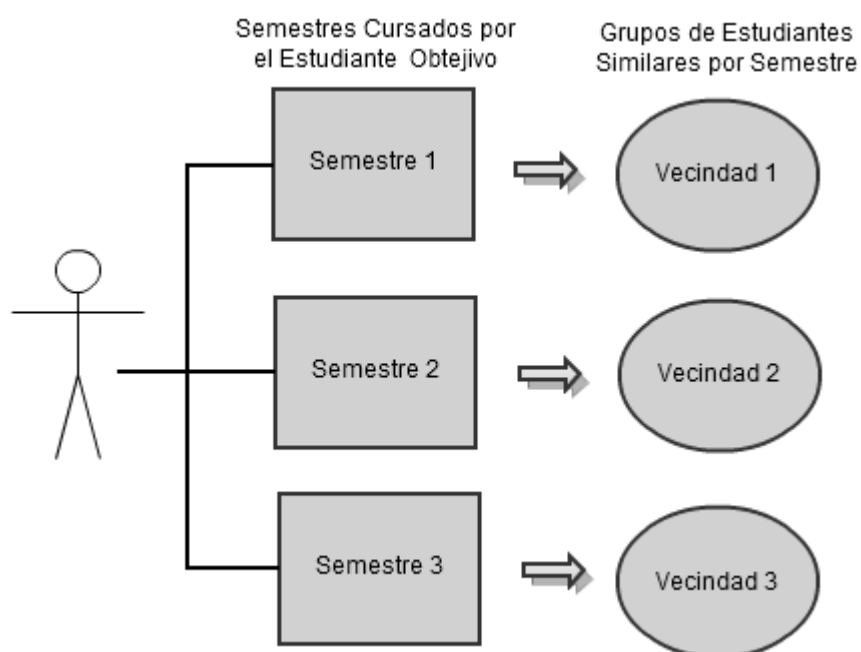 Semestres Cursados por
el Estudiante Obtejivo
Grupos de Estudiantes
Similares por Semestre
Semestre 1
Vecindad 1
Semestre 2
Vecindad 2
Semestre 3
Vecindad 3